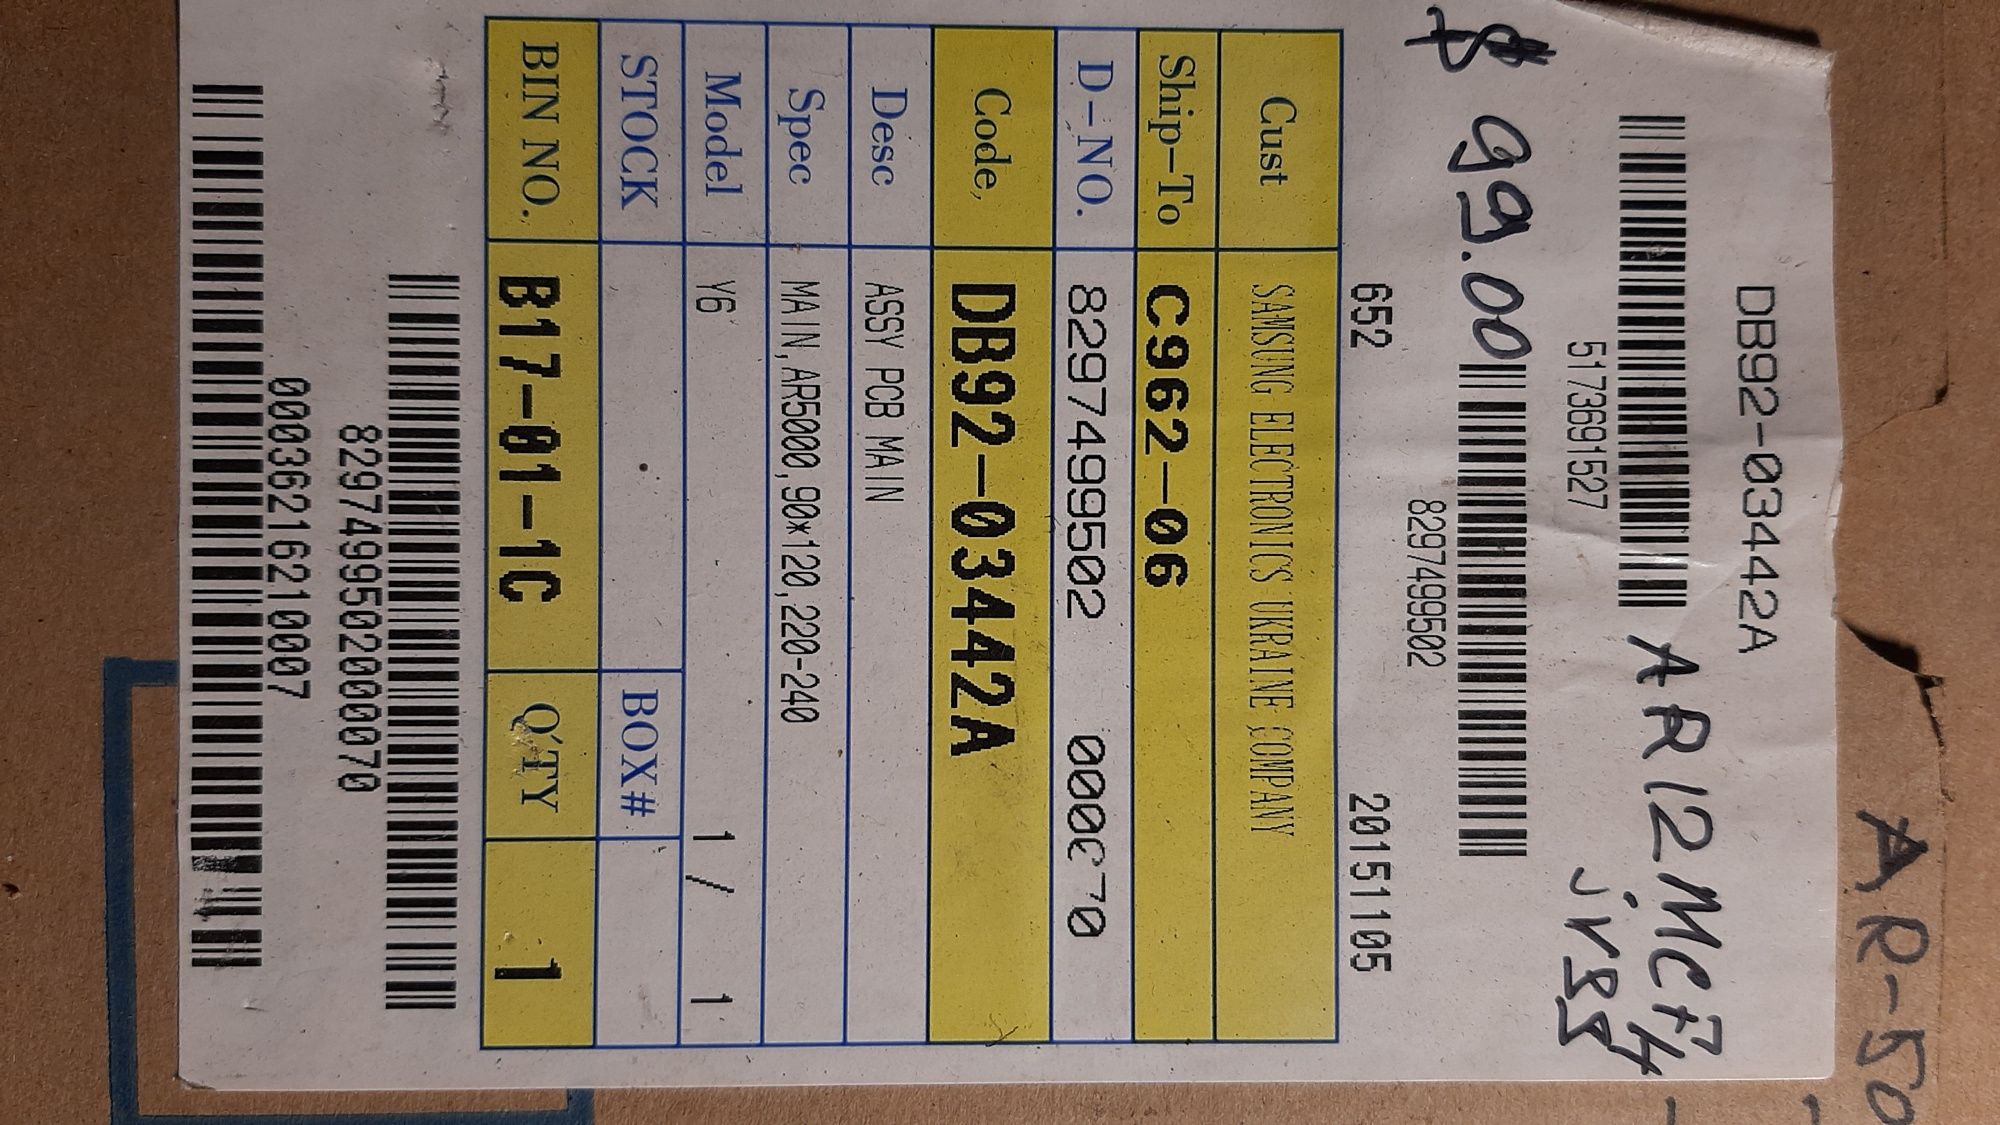 DB92-03442A
AR12MCF
JVSS
5173691527
$ 99.00
8297499502
652 20151105
Cust SAMSUNG ELECTRONICS UKRAINE COMPANY
Ship-To C962-06
D-NO. 8297499502 000C70
Code, DB92-03442A
Desc ASSY PCB MAIN
Spec MAIN,AR5000,90*120,220-240
Model Y6 1 / 1
STOCK BOX#
BIN NO. B17-01-1C Q'TY 1
8297499502000070
00036216210007
AR-50